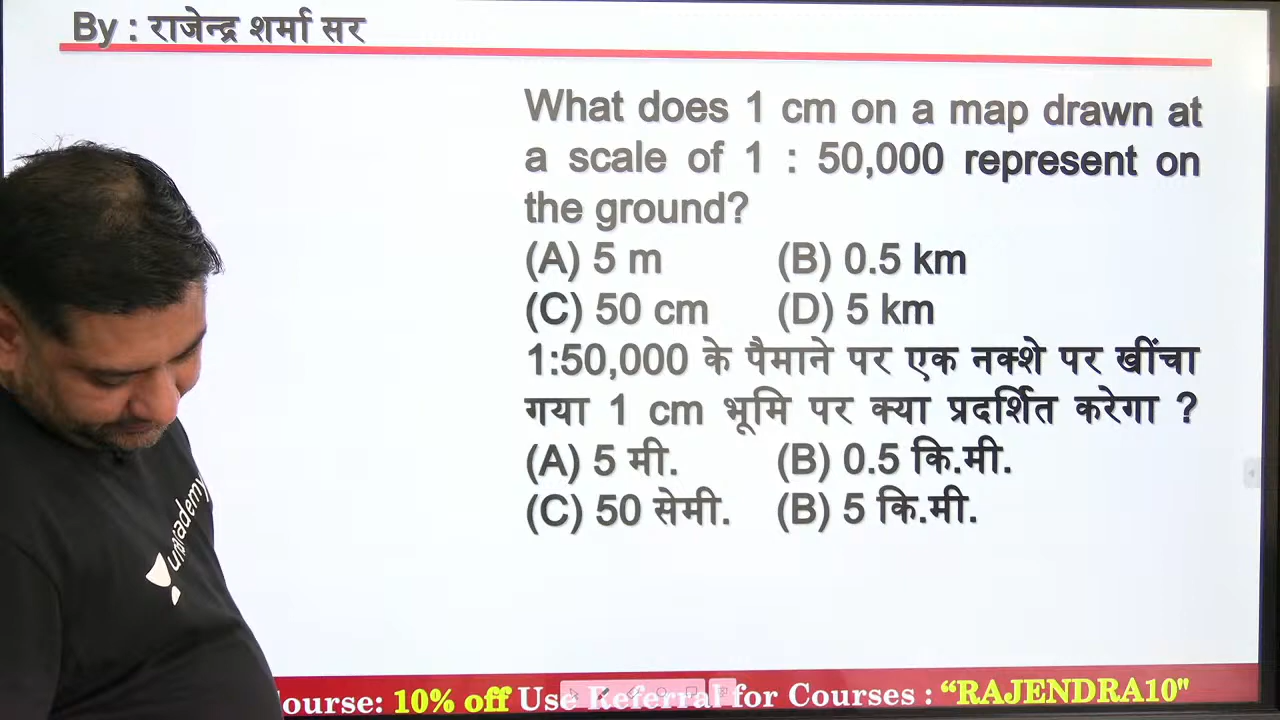 By : राजेन्द्र शर्मा सर
What does 1 cm on a map drawn at
a scale of 1 : 50,000 represent on
the ground?
(A) 5 m (B) 0.5 km
(C) 50 cm (D) 5 km
1:50,000 के पैमाने पर एक नक्शे पर खींचा
गया 1 cm भूमि पर क्या प्रदर्शित करेगा ?
(A) 5 मी. (B) 0.5 कि.मी.
(C) 50 सेमी. (B) 5 कि.मी.
unacademy
ourse: 10% off Use Referral for Courses : “RAJENDRA10"